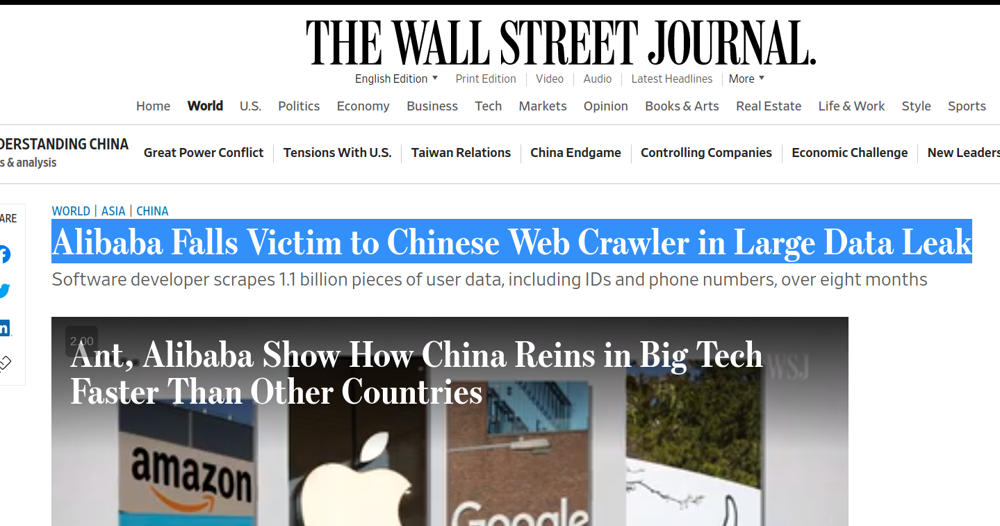 THE WALL STREET JOURNAL.
English Edition Print Edition Video Audio Latest Headlines More
Home World U.S. Politics Economy Business Tech Markets Opinion Books & Arts Real Estate Life & Work Style Sports
DERSTANDING CHINA
s & analysis
Great Power Conflict Tensions With U.S. Taiwan Relations China Endgame Controlling Companies Economic Challenge New Leaders
ARE
WORLD | ASIA | CHINA
Alibaba Falls Victim to Chinese Web Crawler in Large Data Leak
Software developer scrapes 1.1 billion pieces of user data, including IDs and phone numbers, over eight months
2.00
Ant, Alibaba Show How China Reins in Big Tech
Faster Than Other Countries
WSJ
amazon
Google